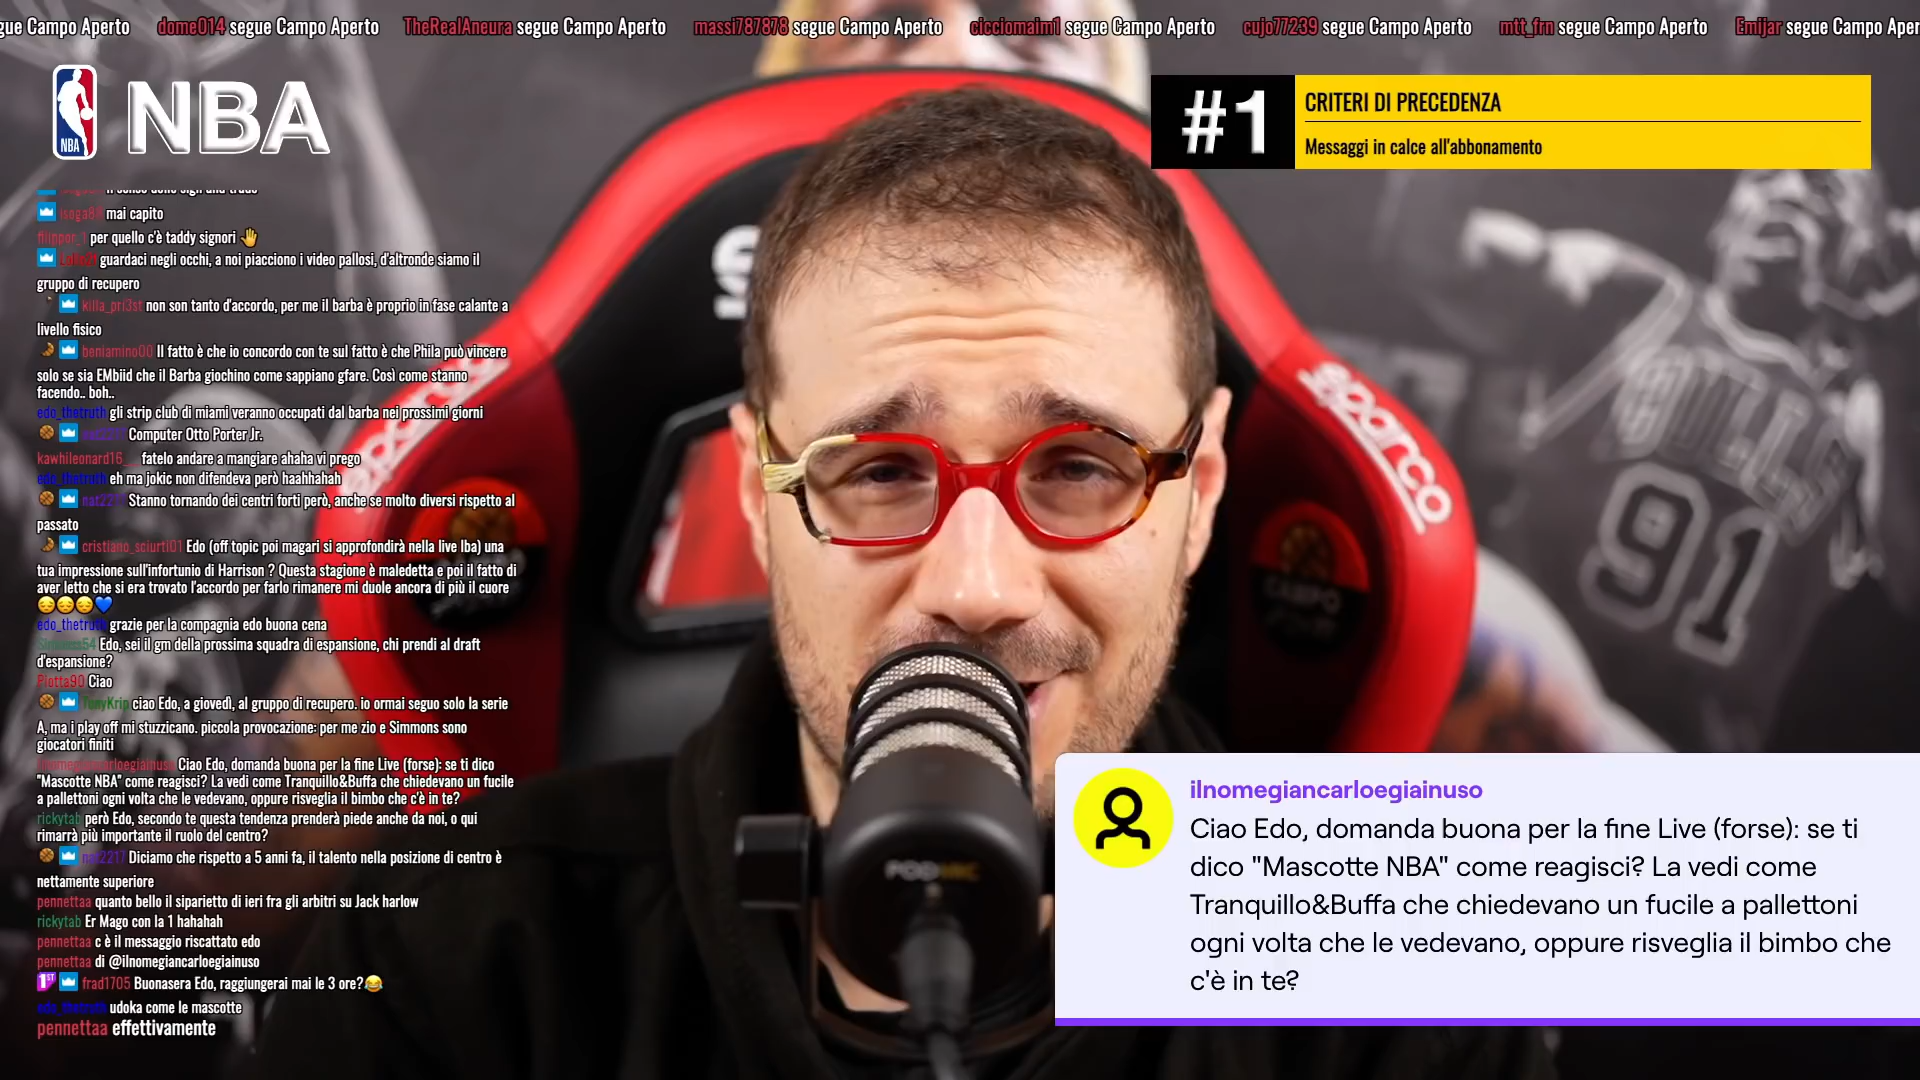 gue Campo Aperto dome014 segue Campo Aperto TheRealAneura segue Campo Aperto massi787878 segue Campo Aperto cicciomaim1 segue Campo Aperto cujo77239 segue Campo Aperto mtt_frn segue Campo Aperto Emijar segue Campo Aper
NBA
NBA
#1
CRITERI DI PRECEDENZA
Messaggi in calce all'abbonamento
mai capito
per quello c'è taddy signori 🤚
guardaci negli occhi, a noi piacciono i video pallosi, d'altronde siamo il
gruppo di recupero
killa_pri3st non son tanto d'accordo, per me il barba è proprio in fase calante a
livello fisico
beniamino00 Il fatto è che io concordo con te sul fatto è che Phila può vincere
solo se sia EMbiid che il Barba giochino come sappiano gfare. Così come stanno
facendo.. boh..
edo_thetruth gli strip club di miami veranno occupati dal barba nei prossimi giorni
nat2217 Computer Otto Porter Jr.
kawhileonard16__ fatelo andare a mangiare ahaha vi prego
edo_thetruth eh ma jokic non difendeva però haahhahah
nat2217 Stanno tornando dei centri forti però, anche se molto diversi rispetto al
passato
cristiano_sciurti01 Edo (off topic poi magari si approfondirà nella live lba) una
tua impressione sull'infortunio di Harrison ? Questa stagione è maledetta e poi il fatto di
aver letto che si era trovato l'accordo per farlo rimanere mi duole ancora di più il cuore
😔😔😔💙
edo_thetruth grazie per la compagnia edo buona cena
Edo, sei il gm della prossima squadra di espansione, chi prendi al draft
d'espansione?
Piotta90 Ciao
TonyKrip ciao Edo, a giovedì, al gruppo di recupero. io ormai seguo solo la serie
A, ma i play off mi stuzzicano. piccola provocazione: per me zio e Simmons sono
giocatori finiti
ilnomegiancarloegiainuso Ciao Edo, domanda buona per la fine Live (forse): se ti dico
"Mascotte NBA" come reagisci? La vedi come Tranquillo&Buffa che chiedevano un fucile
a pallettoni ogni volta che le vedevano, oppure risveglia il bimbo che c'è in te?
rickytab però Edo, secondo te questa tendenza prenderà piede anche da noi, o qui
rimarrà più importante il ruolo del centro?
nat2217 Diciamo che rispetto a 5 anni fa, il talento nella posizione di centro è
nettamente superiore
pennettaa quanto bello il siparietto di ieri fra gli arbitri su Jack harlow
rickytab Er Mago con la 1 hahahah
pennettaa c è il messaggio riscattato edo
pennettaa di @ilnomegiancarloegiainuso
1ST frad1705 Buonasera Edo, raggiungerai mai le 3 ore?😂
edo_thetruth udoka come le mascotte
pennettaa effettivamente
sparco
sparco
91
CAMPO
PODMIC
ilnomegiancarloegiainuso
Ciao Edo, domanda buona per la fine Live (forse): se ti
dico "Mascotte NBA" come reagisci? La vedi come
Tranquillo&Buffa che chiedevano un fucile a pallettoni
ogni volta che le vedevano, oppure risveglia il bimbo che
c'è in te?